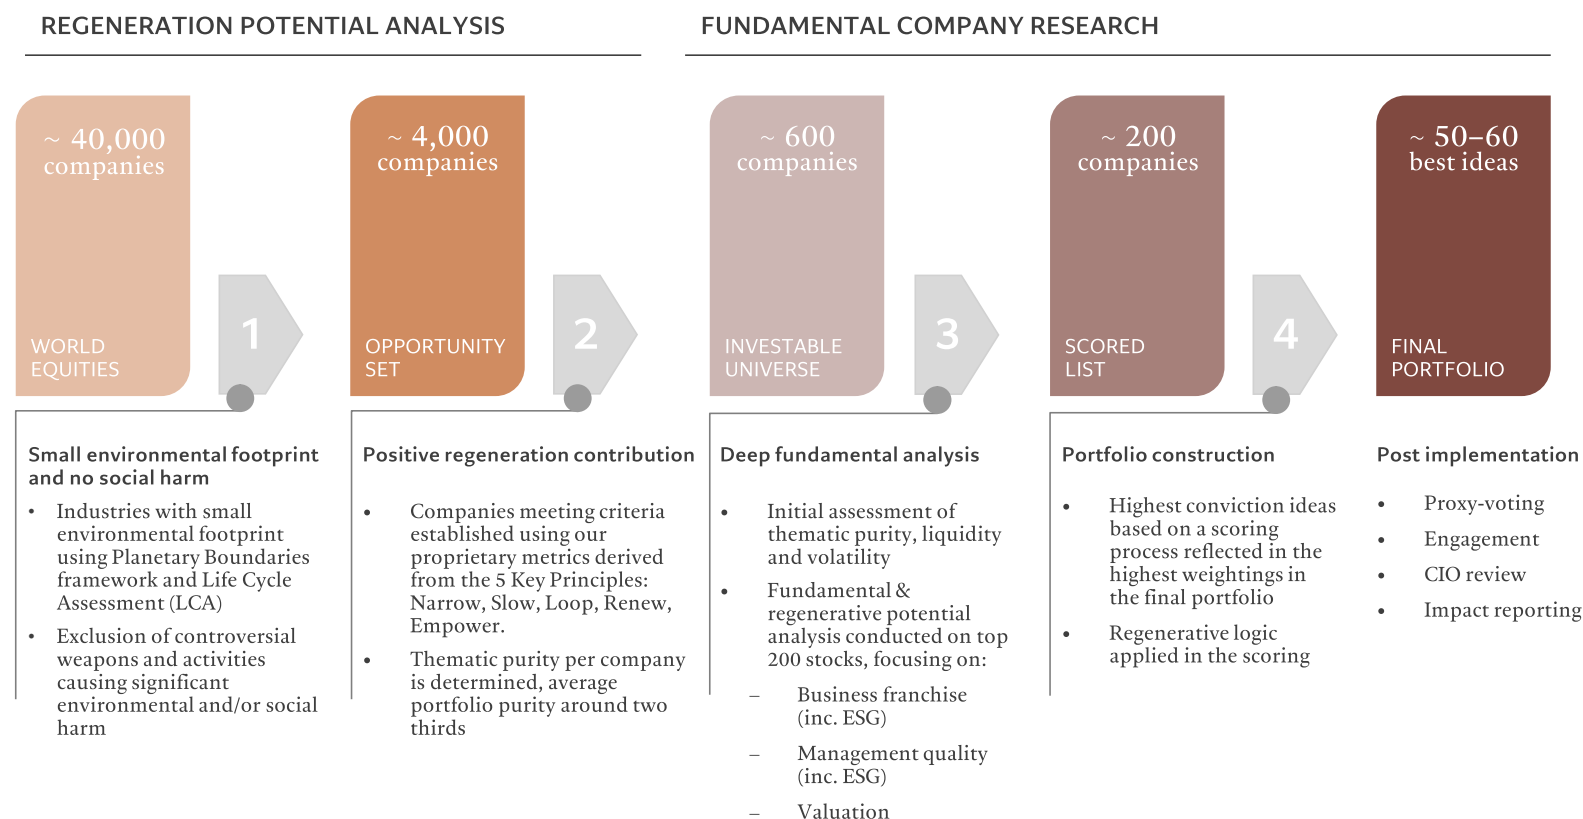 REGENERATION POTENTIAL ANALYSIS
FUNDAMENTAL COMPANY RESEARCH
~ 40,000
companies
WORLD
EQUITIES
1
~ 4,000
companies
OPPORTUNITY
SET
2
~ 600
companies
INVESTABLE
UNIVERSE
3
~ 200
companies
SCORED
LIST
4
~ 50–60
best ideas
FINAL
PORTFOLIO
Small environmental footprint
and no social harm
• Industries with small
environmental footprint
using Planetary Boundaries
framework and Life Cycle
Assessment (LCA)
• Exclusion of controversial
weapons and activities
causing significant
environmental and/or social
harm
Positive regeneration contribution
• Companies meeting criteria
established using our
proprietary metrics derived
from the 5 Key Principles:
Narrow, Slow, Loop, Renew,
Empower.
• Thematic purity per company
is determined, average
portfolio purity around two
thirds
Deep fundamental analysis
• Initial assessment of
thematic purity, liquidity
and volatility
• Fundamental &
regenerative potential
analysis conducted on top
200 stocks, focusing on:
– Business franchise
(inc. ESG)
– Management quality
(inc. ESG)
– Valuation
Portfolio construction
• Highest conviction ideas
based on a scoring
process reflected in the
highest weightings in
the final portfolio
• Regenerative logic
applied in the scoring
Post implementation
• Proxy-voting
• Engagement
• CIO review
• Impact reporting